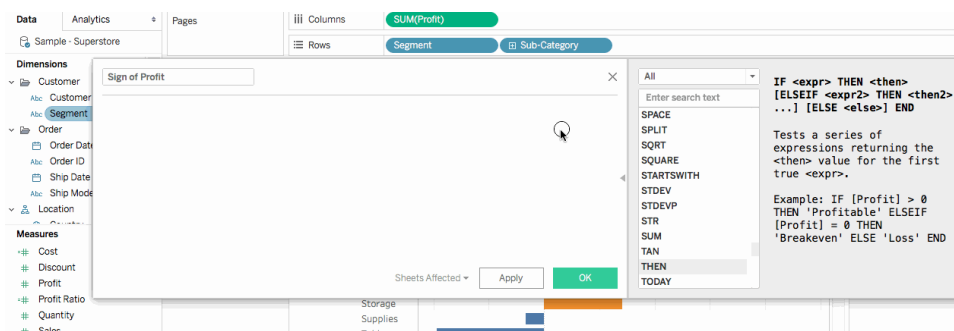 Data Analytics Pages Columns SUM(Profit)
Sample - Superstore
Rows Segment Sub-Category
Dimensions
Customer
Abc Customer
Abc Segment
Order
Order Date
Abc Order ID
Ship Date
Abc Ship Mode
Location
Measures
Cost
Discount
Profit
Profit Ratio
Quantity
Sales
Sign of Profit
Sheets Affected
Apply
OK
All
Enter search text
SPACE
SPLIT
SQRT
SQUARE
STARTSWITH
STDEV
STDEVP
STR
SUM
TAN
THEN
TODAY
IF <expr> THEN <then>
[ELSEIF <expr2> THEN <then2>
...] [ELSE <else>] END
Tests a series of
expressions returning the
<then> value for the first
true <expr>.
Example: IF [Profit] > 0
THEN 'Profitable' ELSEIF
[Profit] = 0 THEN
'Breakeven' ELSE 'Loss' END
Storage
Supplies